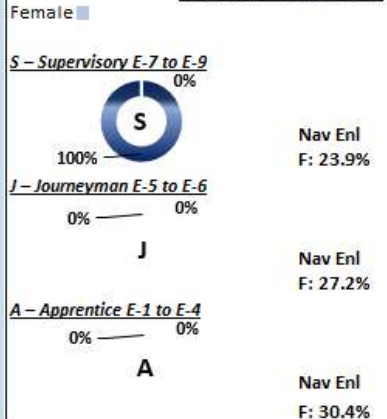 Female
S – Supervisory E-7 to E-9
0%
S
100%
Nav Enl
F: 23.9%
J – Journeyman E-5 to E-6
0%
0%
J
Nav Enl
F: 27.2%
A – Apprentice E-1 to E-4
0%
0%
A
Nav Enl
F: 30.4%